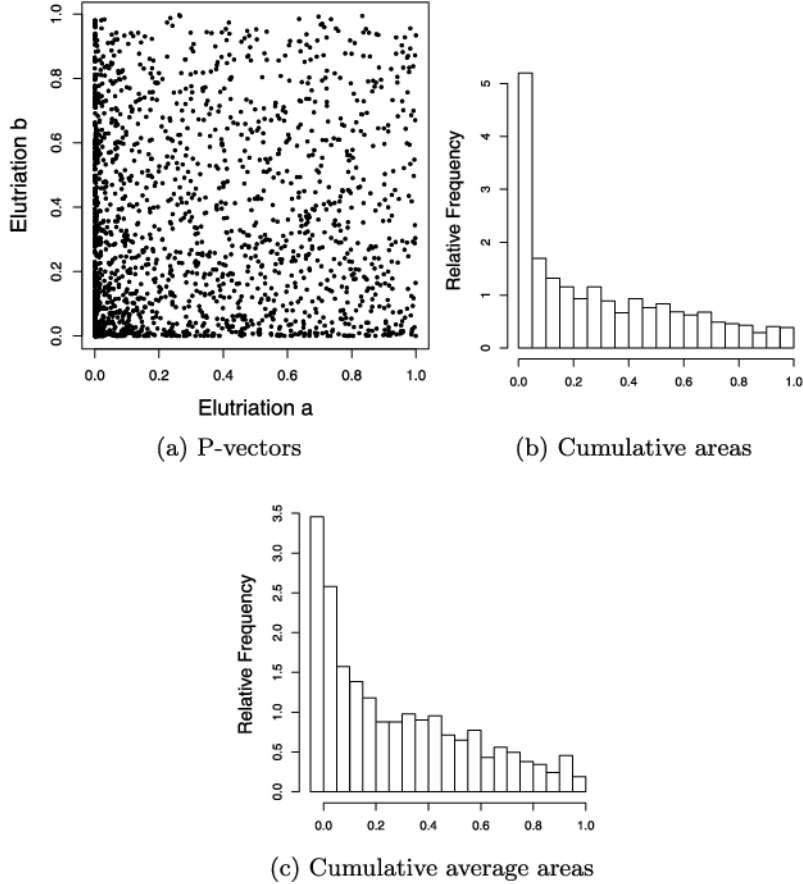 1.0
0.8
0.6
0.4
0.2
0.0
Elutriation b
0.0 0.2 0.4 0.6 0.8 1.0
Elutriation a
(a) P-vectors
5
4
3
2
1
0
Relative Frequency
0.0 0.2 0.4 0.6 0.8 1.0
(b) Cumulative areas
3.5
3.0
2.5
2.0
1.5
1.0
0.5
0.0
Relative Frequency
0.0 0.2 0.4 0.6 0.8 1.0
(c) Cumulative average areas